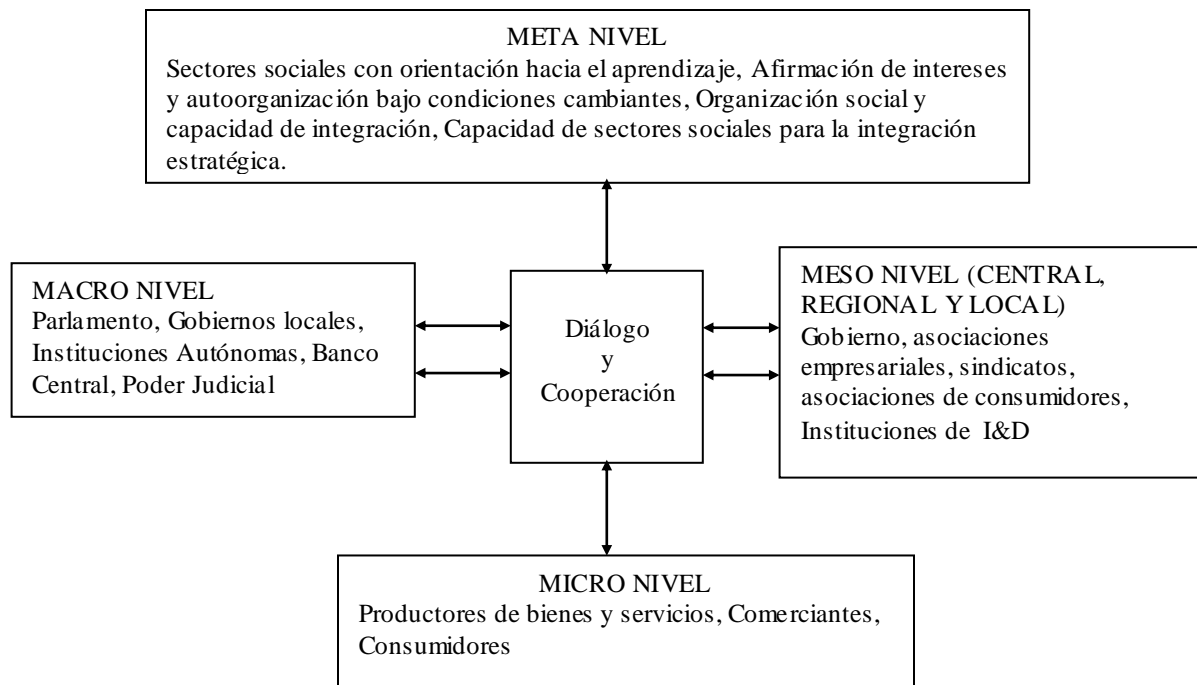 META NIVEL
Sectores sociales con orientación hacia el aprendizaje, Afirmación de intereses
y autoorganización bajo condiciones cambiantes, Organización social y
capacidad de integración, Capacidad de sectores sociales para la integración
estratégica.
MACRO NIVEL
Parlamento, Gobiernos locales,
Instituciones Autónomas, Banco
Central, Poder Judicial
Diálogo
y
Cooperación
MESO NIVEL (CENTRAL,
REGIONAL Y LOCAL)
Gobierno, asociaciones
empresariales, sindicatos,
asociaciones de consumidores,
Instituciones de I&D
MICRO NIVEL
Productores de bienes y servicios, Comerciantes,
Consumidores